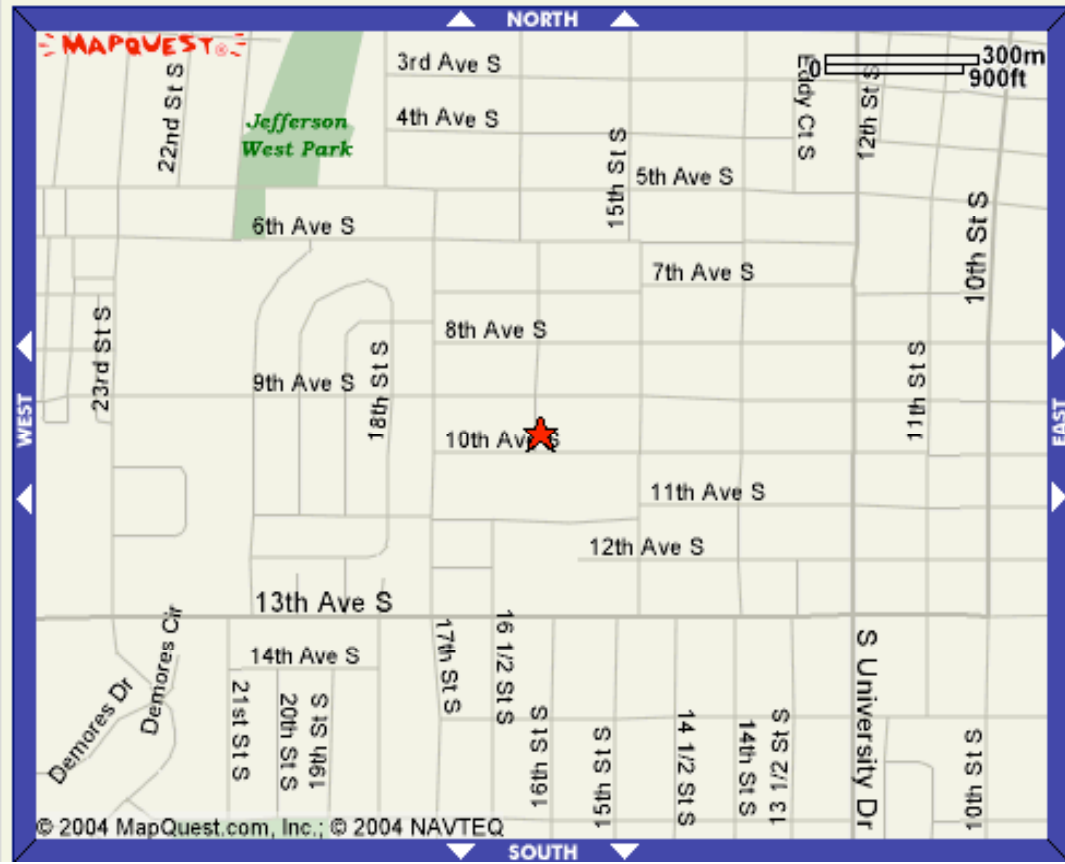 NORTH
MAPQUEST®
3rd Ave S
300m
0
900ft
22nd St S
Eddy Ct S
12th St S
4th Ave S
Jefferson
West Park
15th St S
5th Ave S
6th Ave S
10th St S
7th Ave S
8th Ave S
23rd St S
18th St S
11th St S
9th Ave S
WEST
EAST
10th Ave S
11th Ave S
12th Ave S
13th Ave S
Demores Cir
17th St S
16 1/2 St S
S University Dr
14th Ave S
Demores Dr
21st St S
20th St S
19th St S
16th St S
15th St S
14 1/2 St S
14th St S
13 1/2 St S
10th St S
© 2004 MapQuest.com, Inc.; © 2004 NAVTEQ
SOUTH